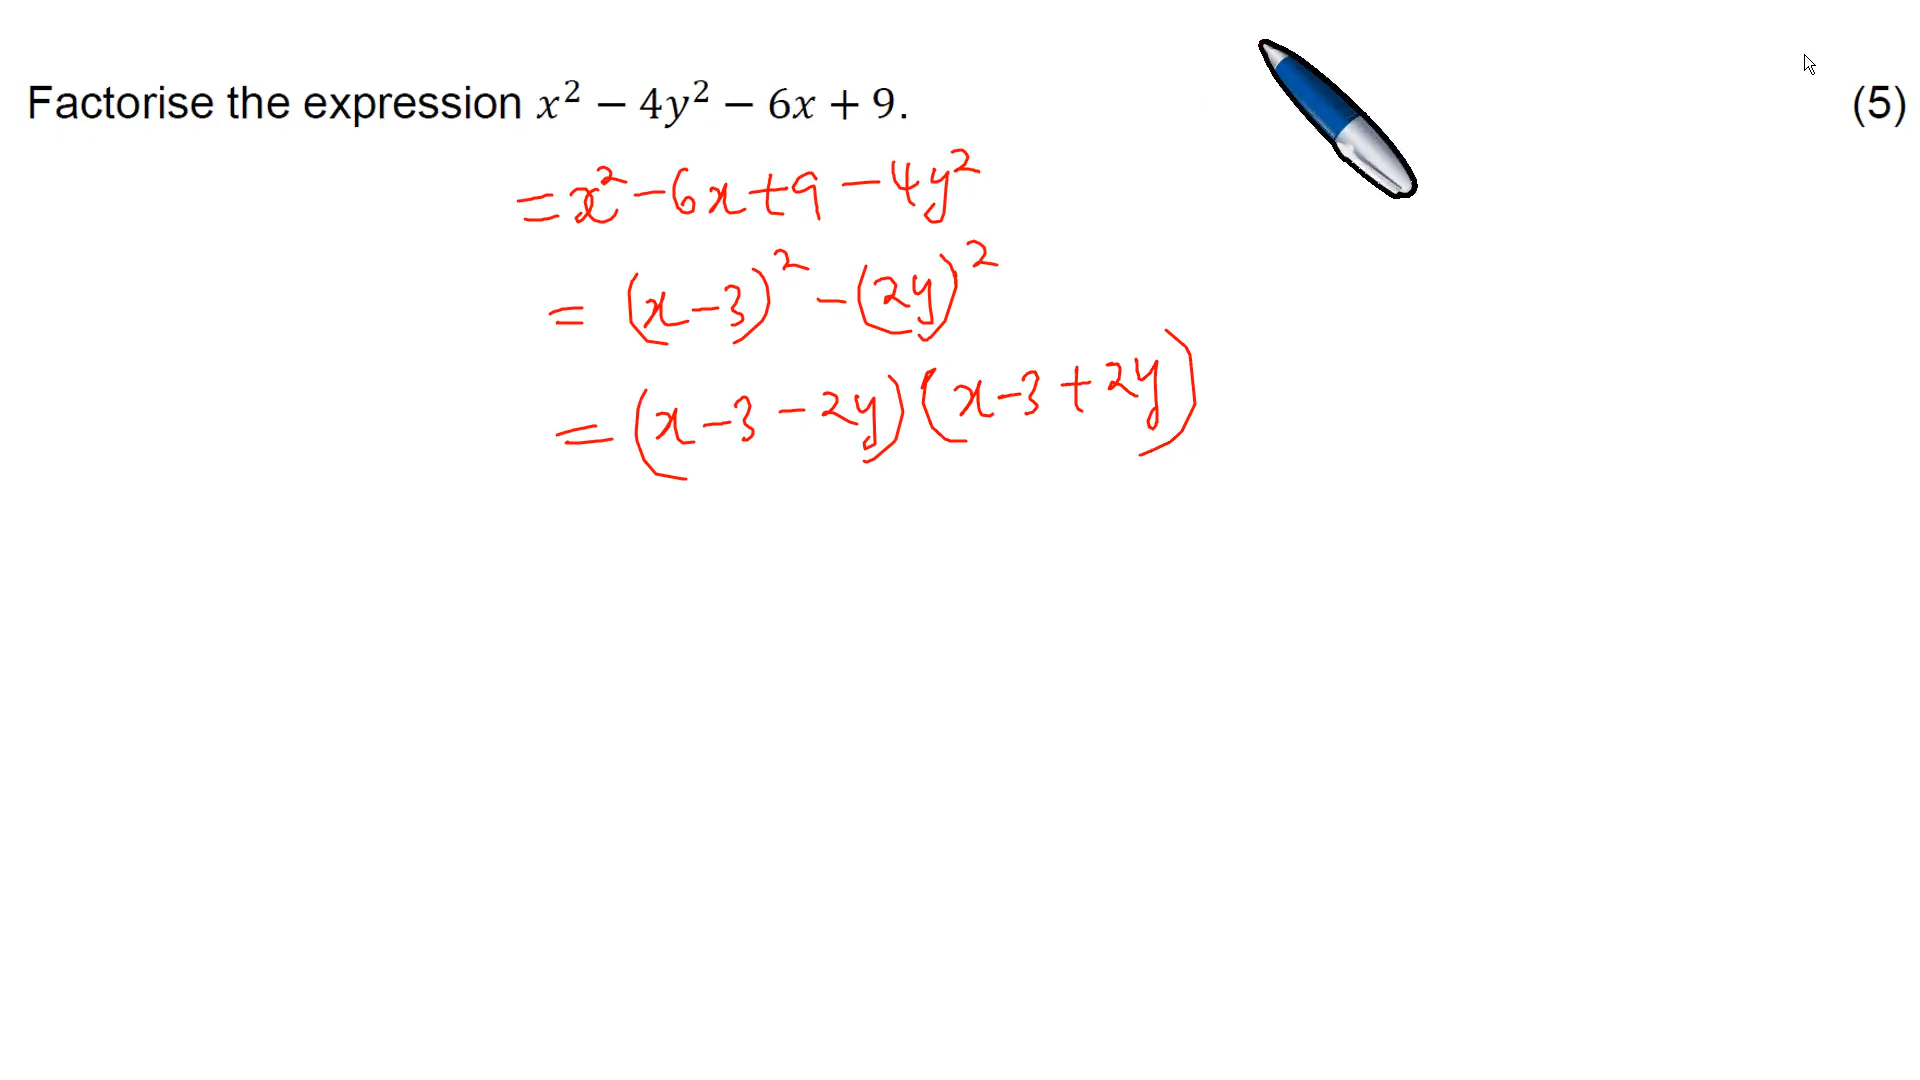 Factorise the expression x² − 4y² − 6x + 9. (5)
= x² − 6x + 9 − 4y²
= (x − 3)² − (2y)²
= (x − 3 − 2y)(x − 3 + 2y)